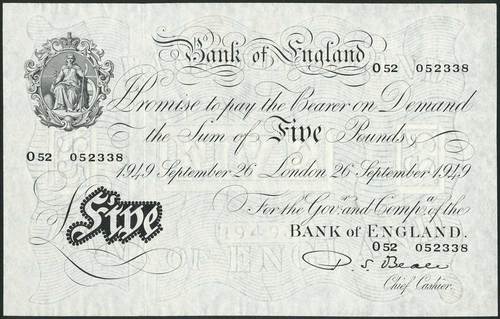 Bank of England
O52 052338
I Promise to pay the Bearer on Demand
the Sum of Five Pounds
O52 052338
1949 September 26 London 26 September 1949
For the Govr. and Compa. of the
Five
BANK of ENGLAND.
O52 052338
P. S. Beale
Chief Cashier.